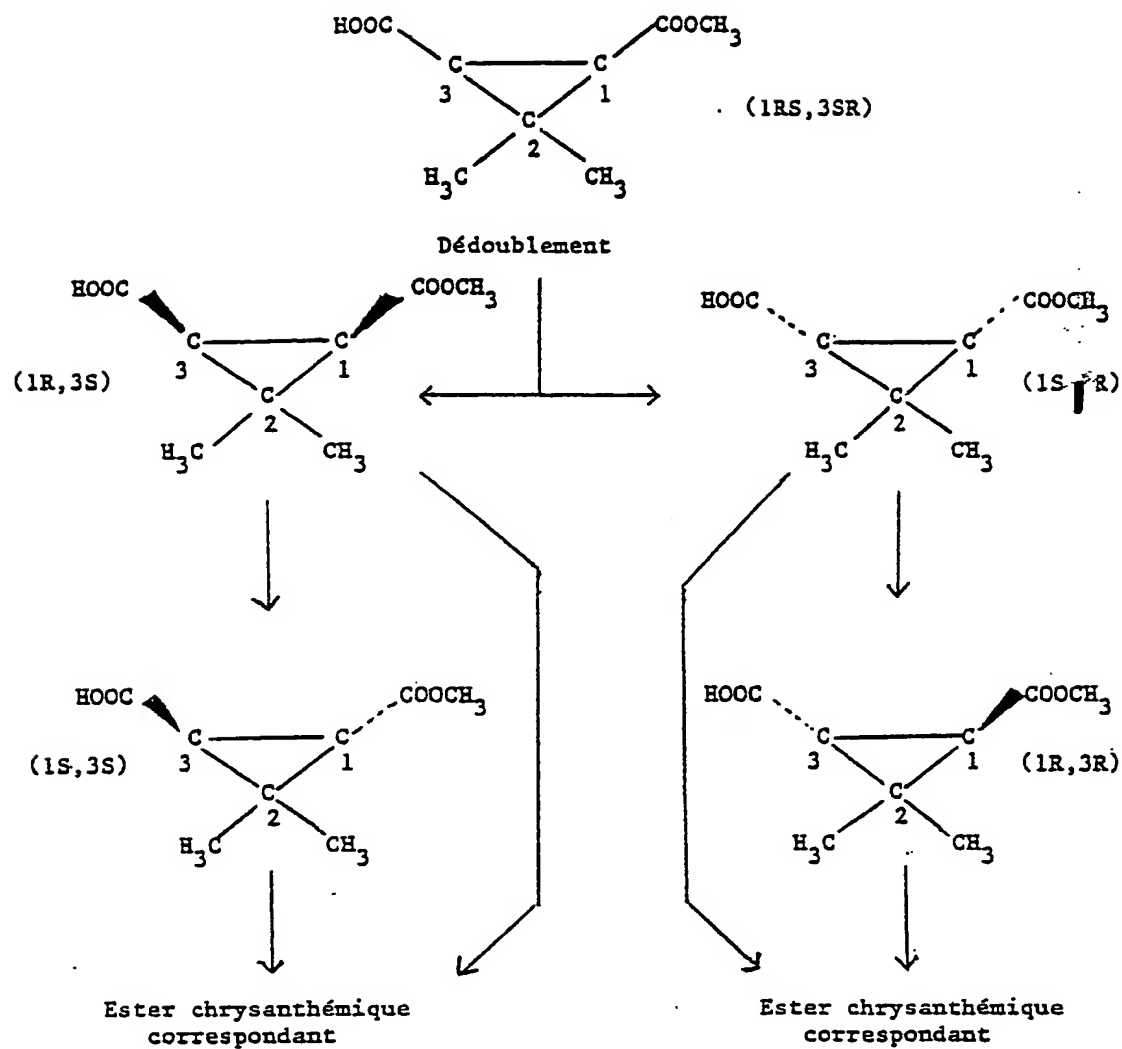 HOOC COOCH3
C C
3 1
(1RS,3SR)
C
2
H3C CH3
Dédoublement
HOOC COOCH3
C C
3 1
(1R,3S)
C
2
H3C CH3
HOOC COOCH3
C C
3 1
(1S R)
C
2
H3C CH3
HOOC COOCH3
C C
3 1
(1S,3S)
C
2
H3C CH3
HOOC COOCH3
C C
3 1
(1R,3R)
C
2
H3C CH3
Ester chrysanthémique
correspondant
Ester chrysanthémique
correspondant